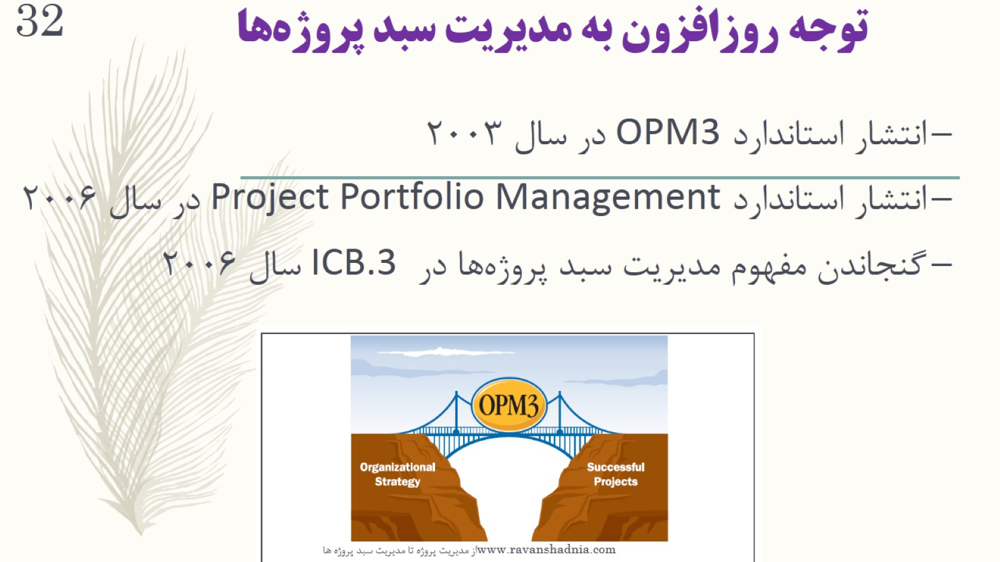 32
توجه روزافزون به مدیریت سبد پروژه‌ها
– انتشار استاندارد OPM3 در سال ۲۰۰۳
– انتشار استاندارد Project Portfolio Management در سال ۲۰۰۶
– گنجاندن مفهوم مدیریت سبد پروژه‌ها در ICB.3 سال ۲۰۰۶
OPM3
Organizational
Strategy
Successful
Projects
www.ravanshadnia.com از مدیریت پروژه تا مدیریت سبد پروژه ها